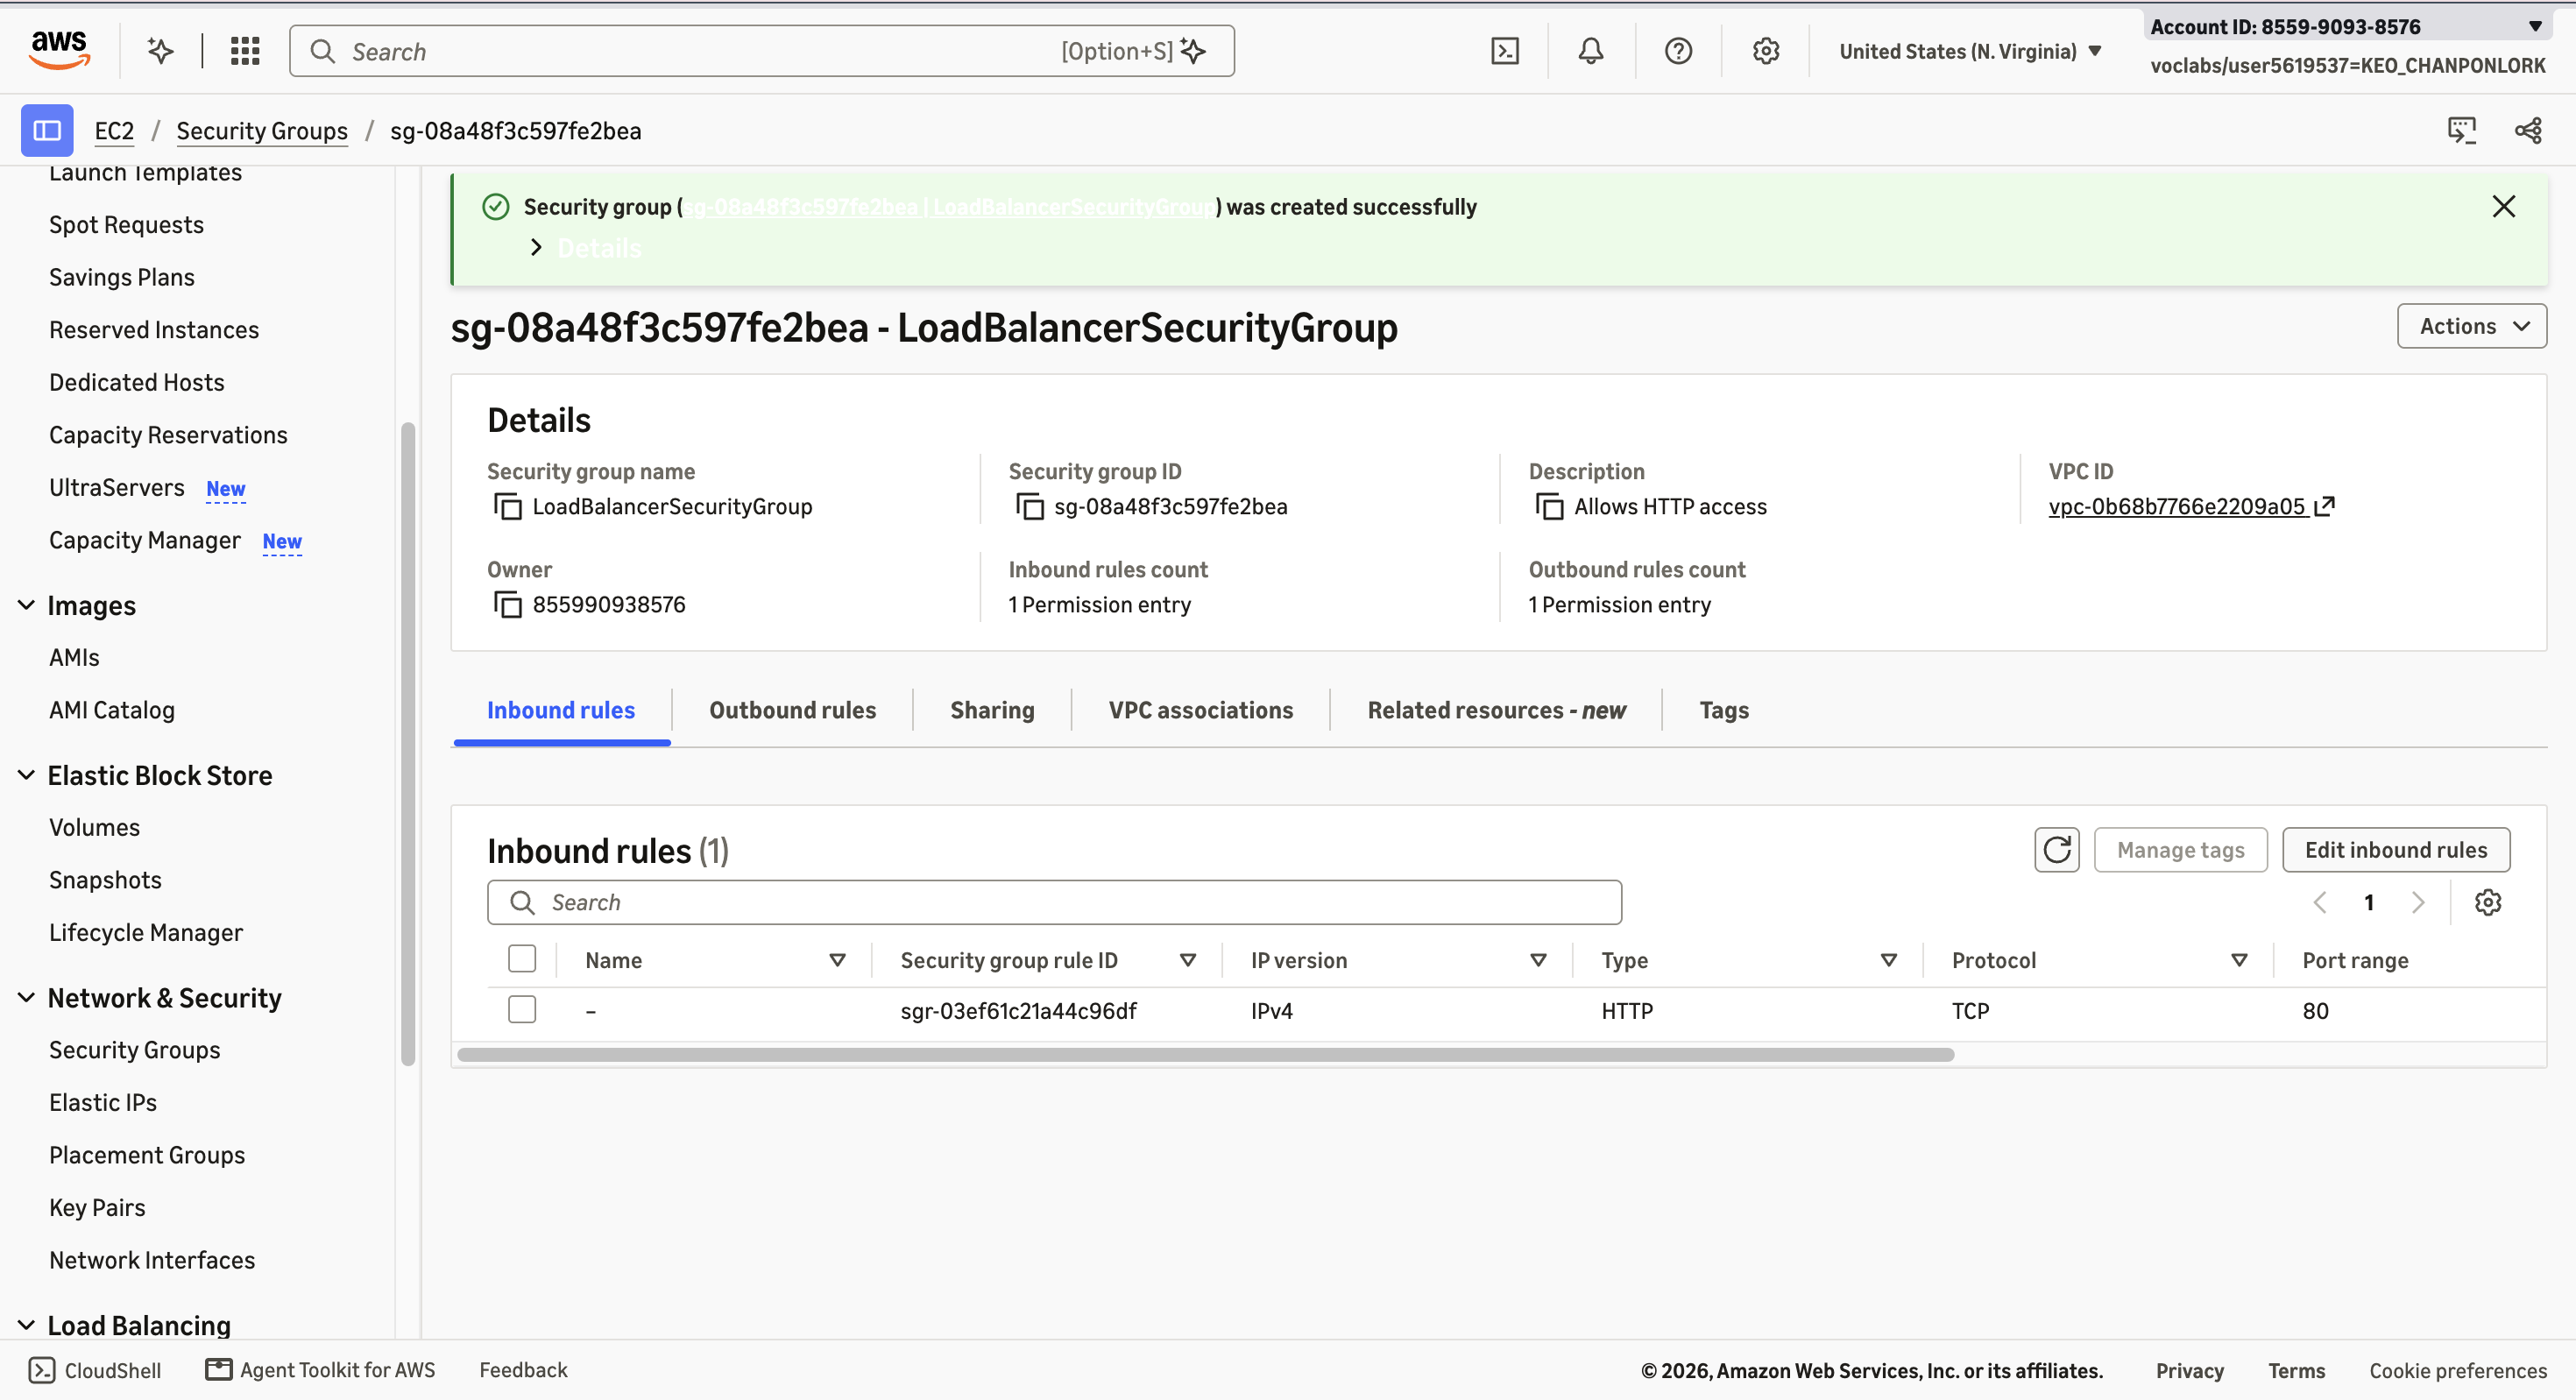 aws
Search
[Option+S]
United States (N. Virginia)
Account ID: 8559-9093-8576
voclabs/user5619537=KEO_CHANPONLORK
EC2 / Security Groups / sg-08a48f3c597fe2bea
Launch Templates
Spot Requests
Savings Plans
Reserved Instances
Dedicated Hosts
Capacity Reservations
UltraServers New
Capacity Manager New
Images
AMIs
AMI Catalog
Elastic Block Store
Volumes
Snapshots
Lifecycle Manager
Network & Security
Security Groups
Elastic IPs
Placement Groups
Key Pairs
Network Interfaces
Load Balancing
Security group (sg-08a48f3c597fe2bea | LoadBalancerSecurityGroup) was created successfully
Details
sg-08a48f3c597fe2bea - LoadBalancerSecurityGroup
Actions
Details
Security group name
LoadBalancerSecurityGroup
Security group ID
sg-08a48f3c597fe2bea
Description
Allows HTTP access
VPC ID
vpc-0b68b7766e2209a05
Owner
855990938576
Inbound rules count
1 Permission entry
Outbound rules count
1 Permission entry
Inbound rules
Outbound rules
Sharing
VPC associations
Related resources - new
Tags
Inbound rules (1)
Manage tags
Edit inbound rules
Search
1
Name Security group rule ID IP version Type Protocol Port range
– sgr-03ef61c21a44c96df IPv4 HTTP TCP 80
CloudShell Agent Toolkit for AWS Feedback
© 2026, Amazon Web Services, Inc. or its affiliates. Privacy Terms Cookie preferences